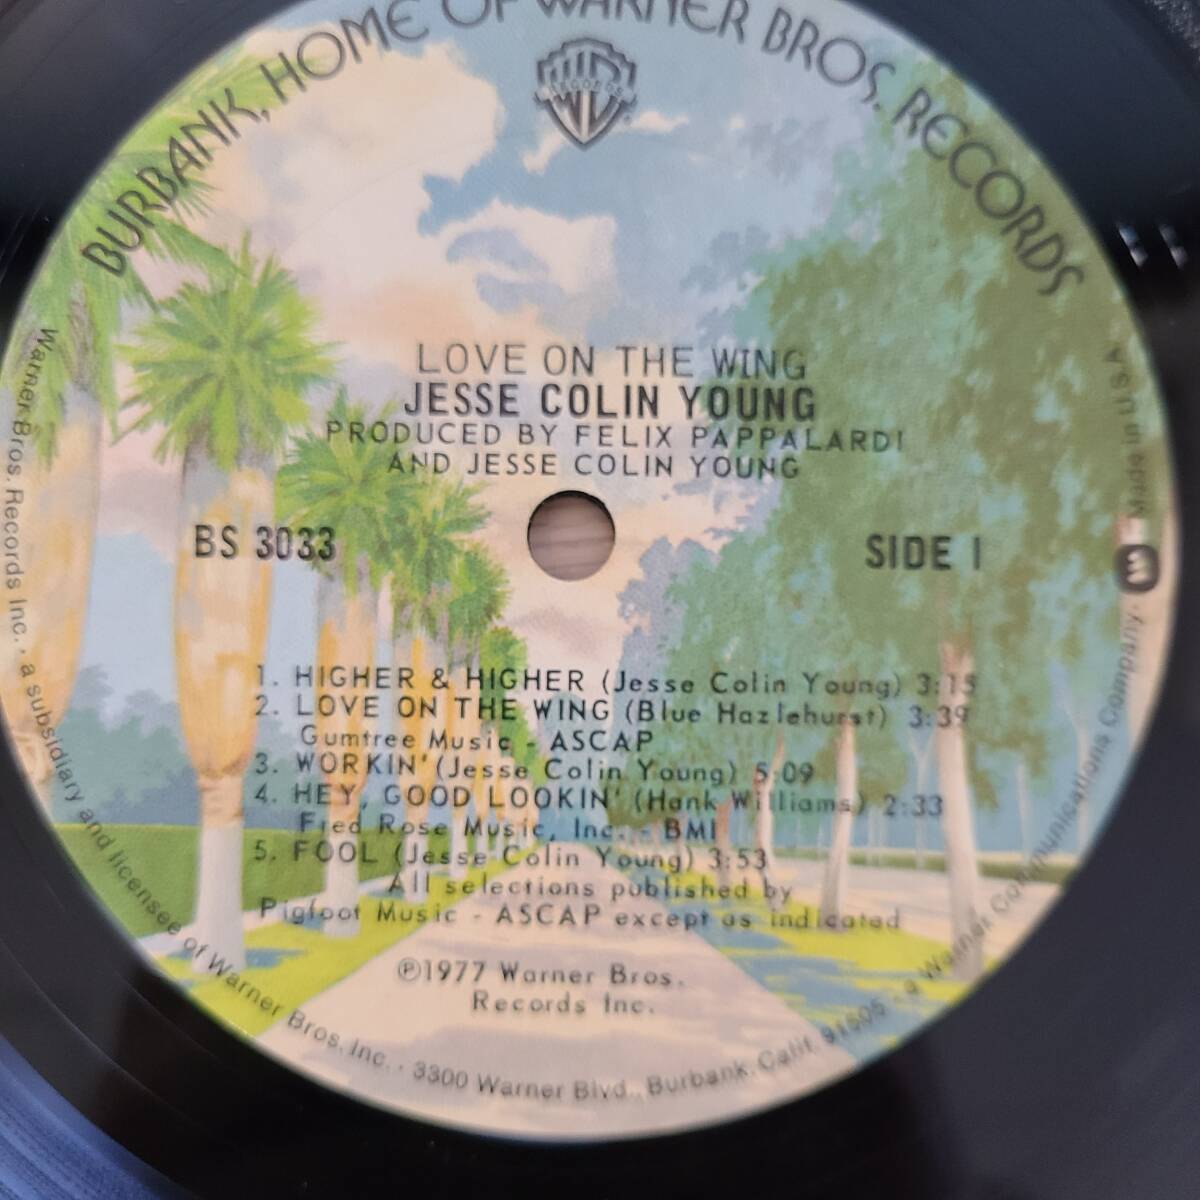 BURBANK, HOME OF WARNER BROS. RECORDS
LOVE ON THE WING
JESSE COLIN YOUNG
PRODUCED BY FELIX PAPPALARDI
AND JESSE COLIN YOUNG
BS 3033
SIDE 1
1. HIGHER & HIGHER (Jesse Colin Young) 3:15
2. LOVE ON THE WING (Blue Hazlehurst) 3:39
Gumtree Music - ASCAP
3. WORKIN' (Jesse Colin Young) 5:09
4. HEY, GOOD LOOKIN' (Hank Williams) 2:33
Fred Rose Music, Inc. - BMI
5. FOOL (Jesse Colin Young) 3:53
All selections published by
Pigfoot Music - ASCAP except as indicated
℗1977 Warner Bros.
Records Inc.
Warner Bros. Records Inc. · a subsidiary and licensee of Warner Bros. Inc. · 3300 Warner Blvd., Burbank, Calif. 91505 · a Warner Communications Company. Made in U.S.A.